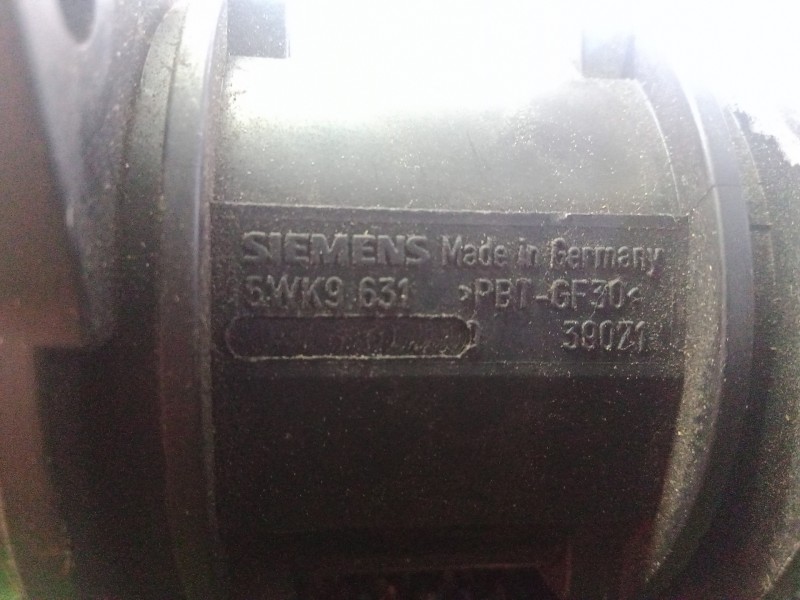 SIEMENS Made in Germany
5WK9 631 >PBT-GF30<
39021